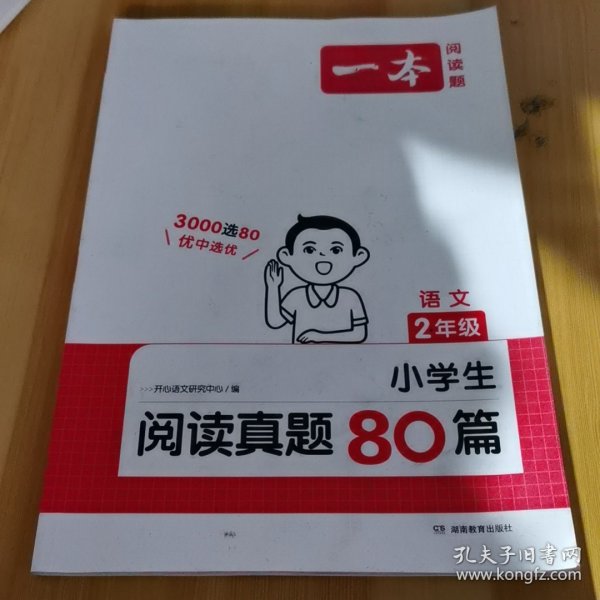 一本
阅读题
3000选80
优中选优
语文
2年级
小学生
>>>开心语文研究中心/编
阅读真题80篇
湖南教育出版社
孔夫子旧书网
www.kongfz.com